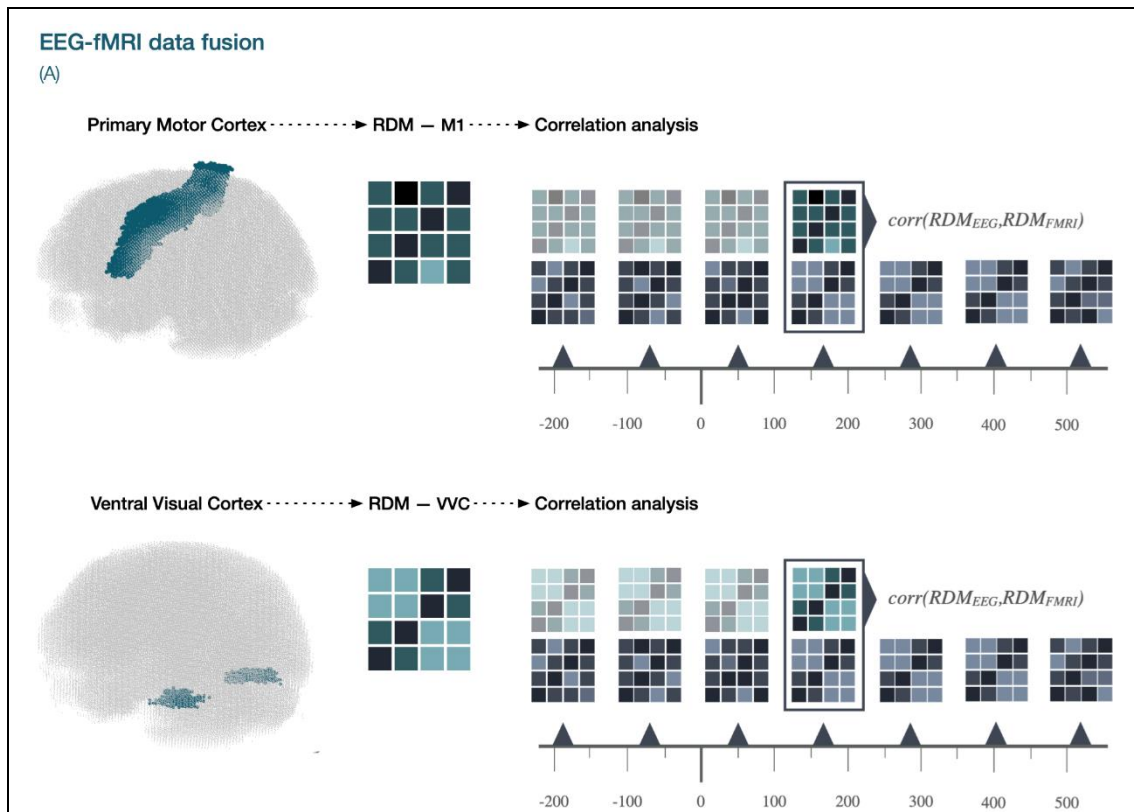 EEG-fMRI data fusion
(A)
Primary Motor Cortex RDM – M1 Correlation analysis
corr(RDMEEG,RDMFMRI)
-200 -100 0 100 200 300 400 500
Ventral Visual Cortex RDM – VVC Correlation analysis
corr(RDMEEG,RDMFMRI)
-200 -100 0 100 200 300 400 500